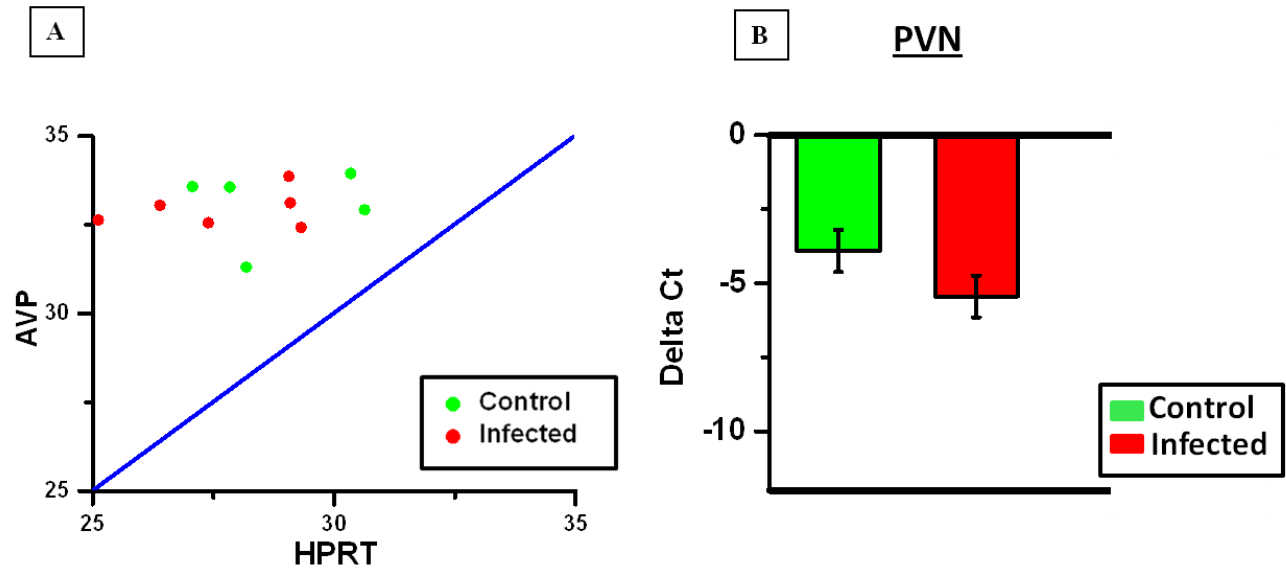 A
35
30
25
AVP
25
30
35
HPRT
Control
Infected
B
PVN
0
-5
-10
Delta Ct
Control
Infected